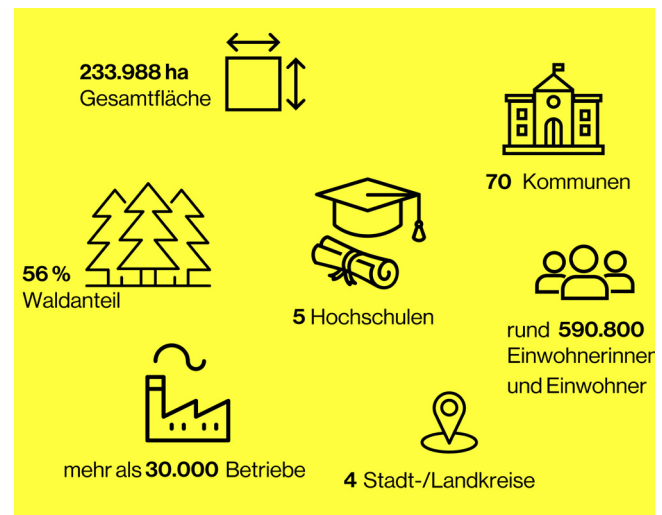 233.988 ha
Gesamtfläche
70 Kommunen
56 %
Waldanteil
5 Hochschulen
rund 590.800
Einwohnerinnen
und Einwohner
mehr als 30.000 Betriebe
4 Stadt-/Landkreise